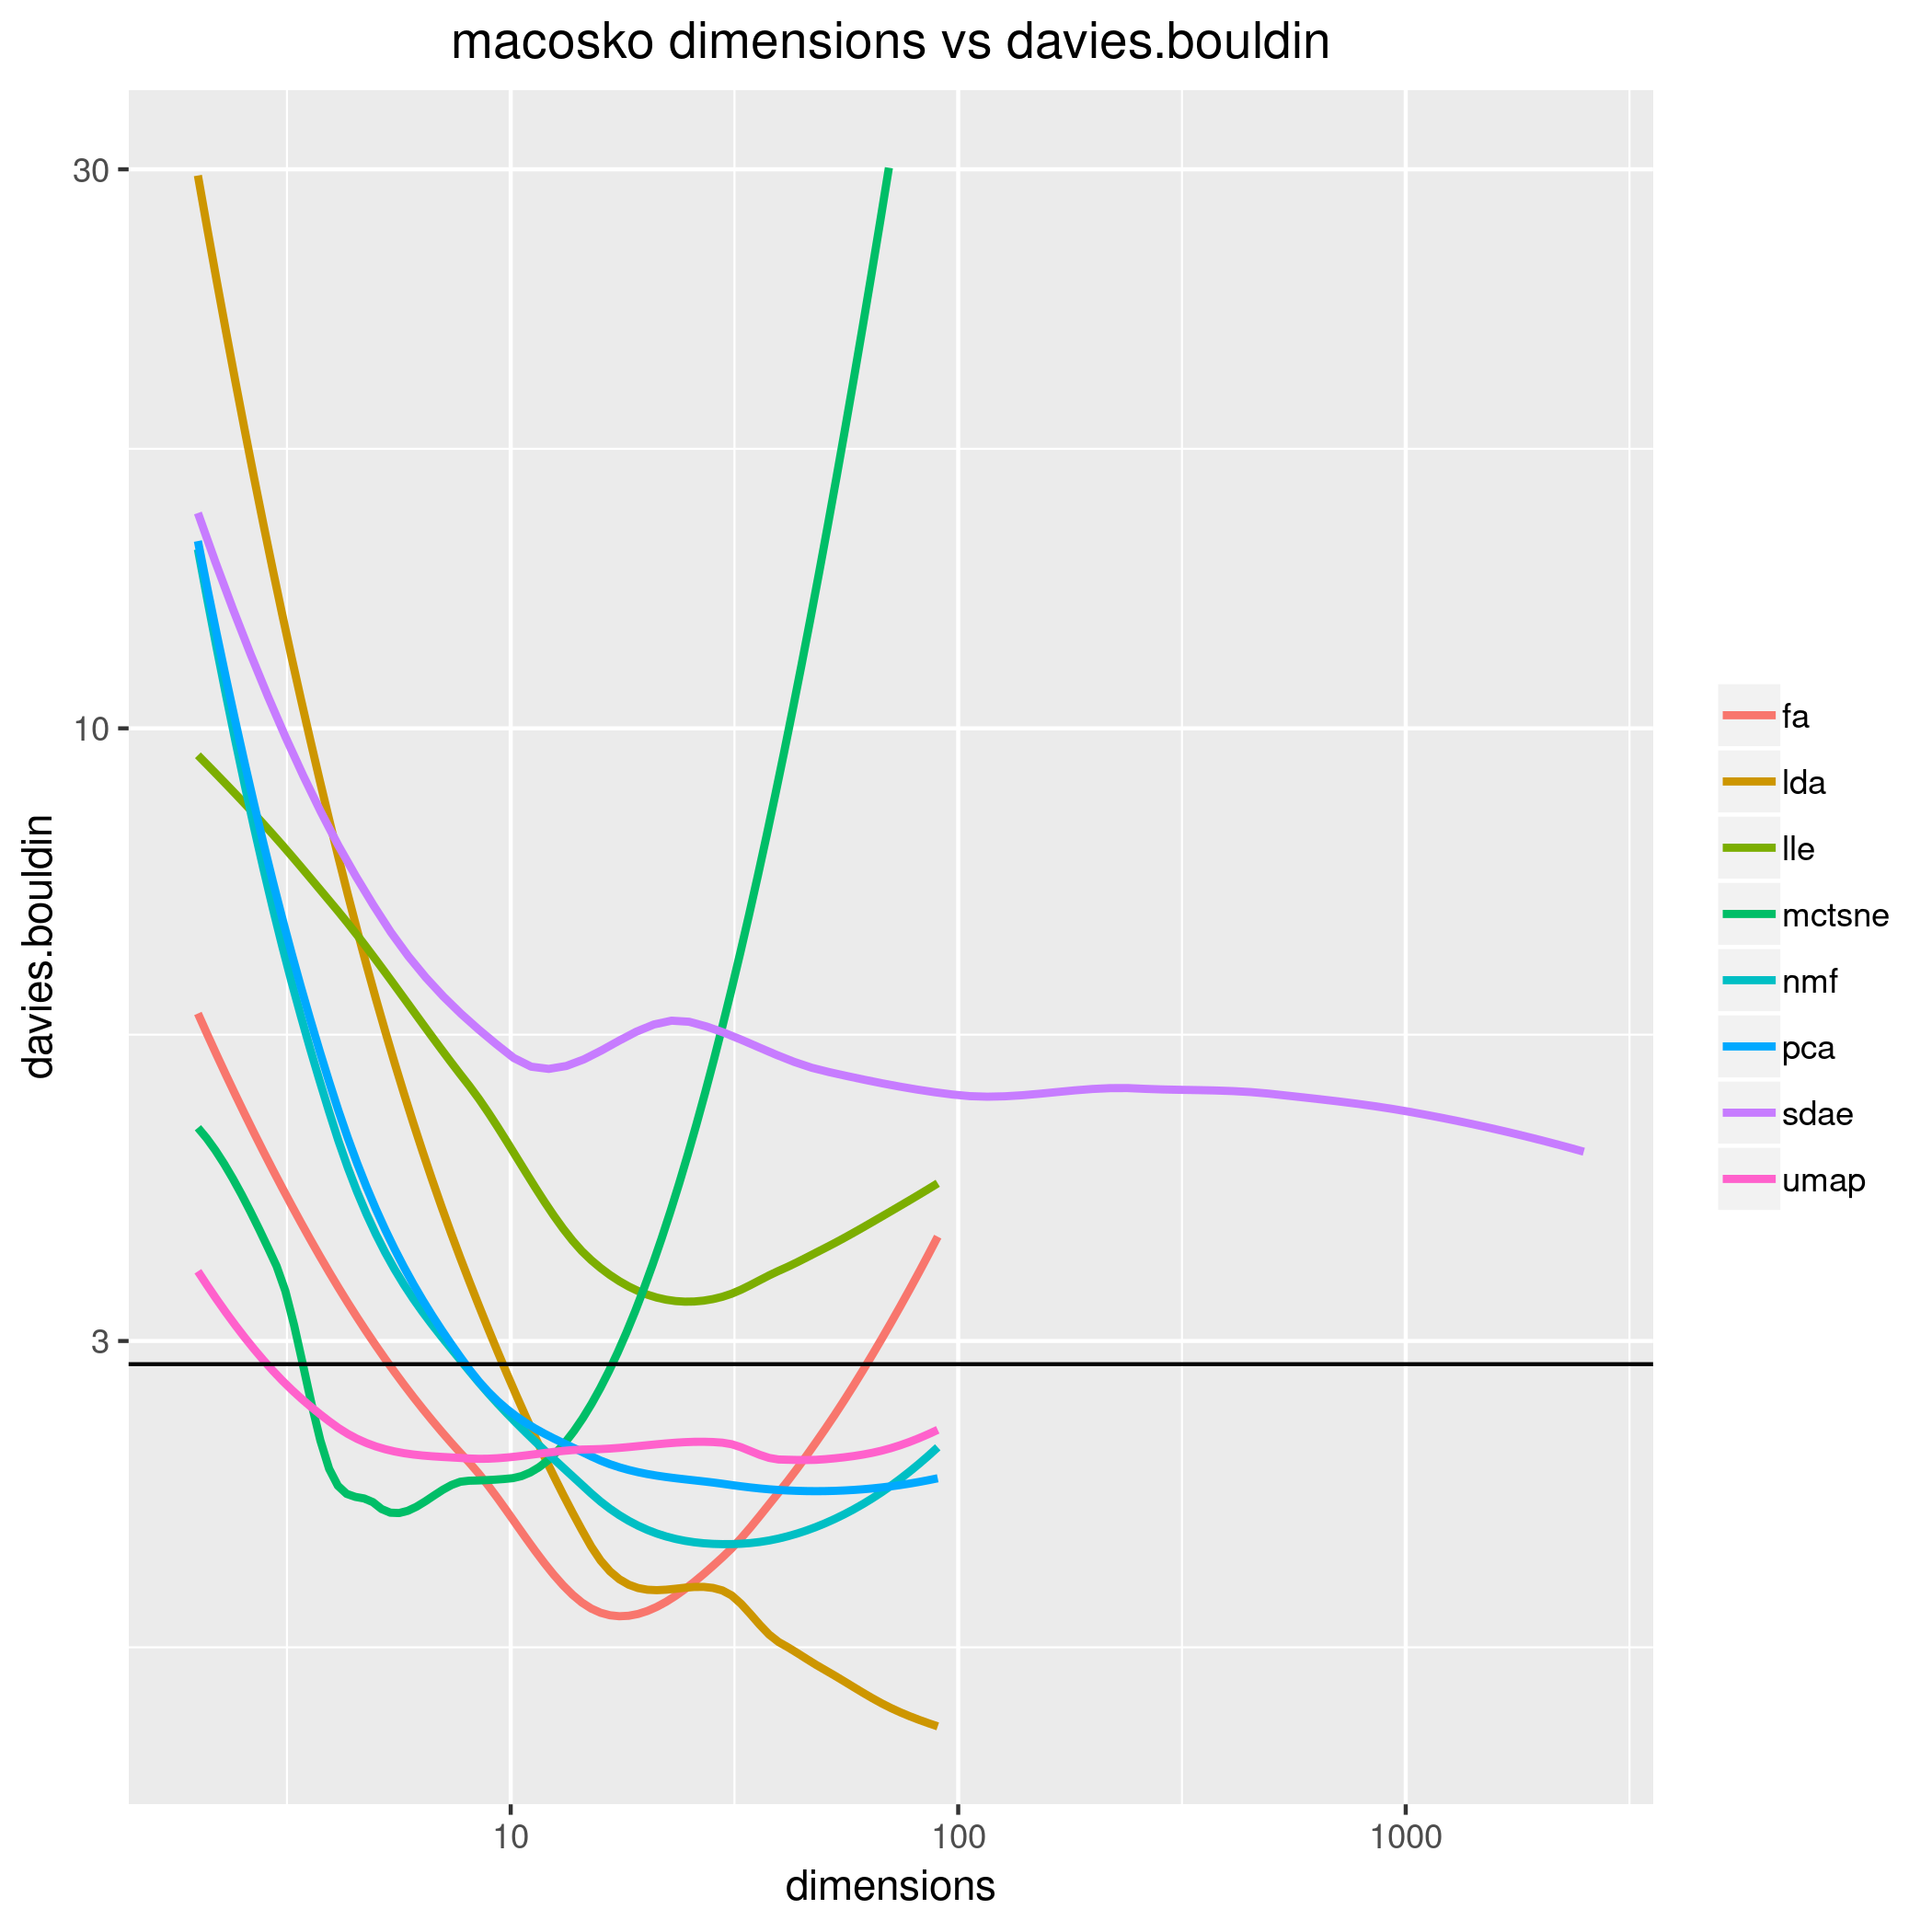 macosko dimensions vs davies.bouldin
davies.bouldin
30
10
3
10
100
1000
dimensions
fa
lda
lle
mctsne
nmf
pca
sdae
umap